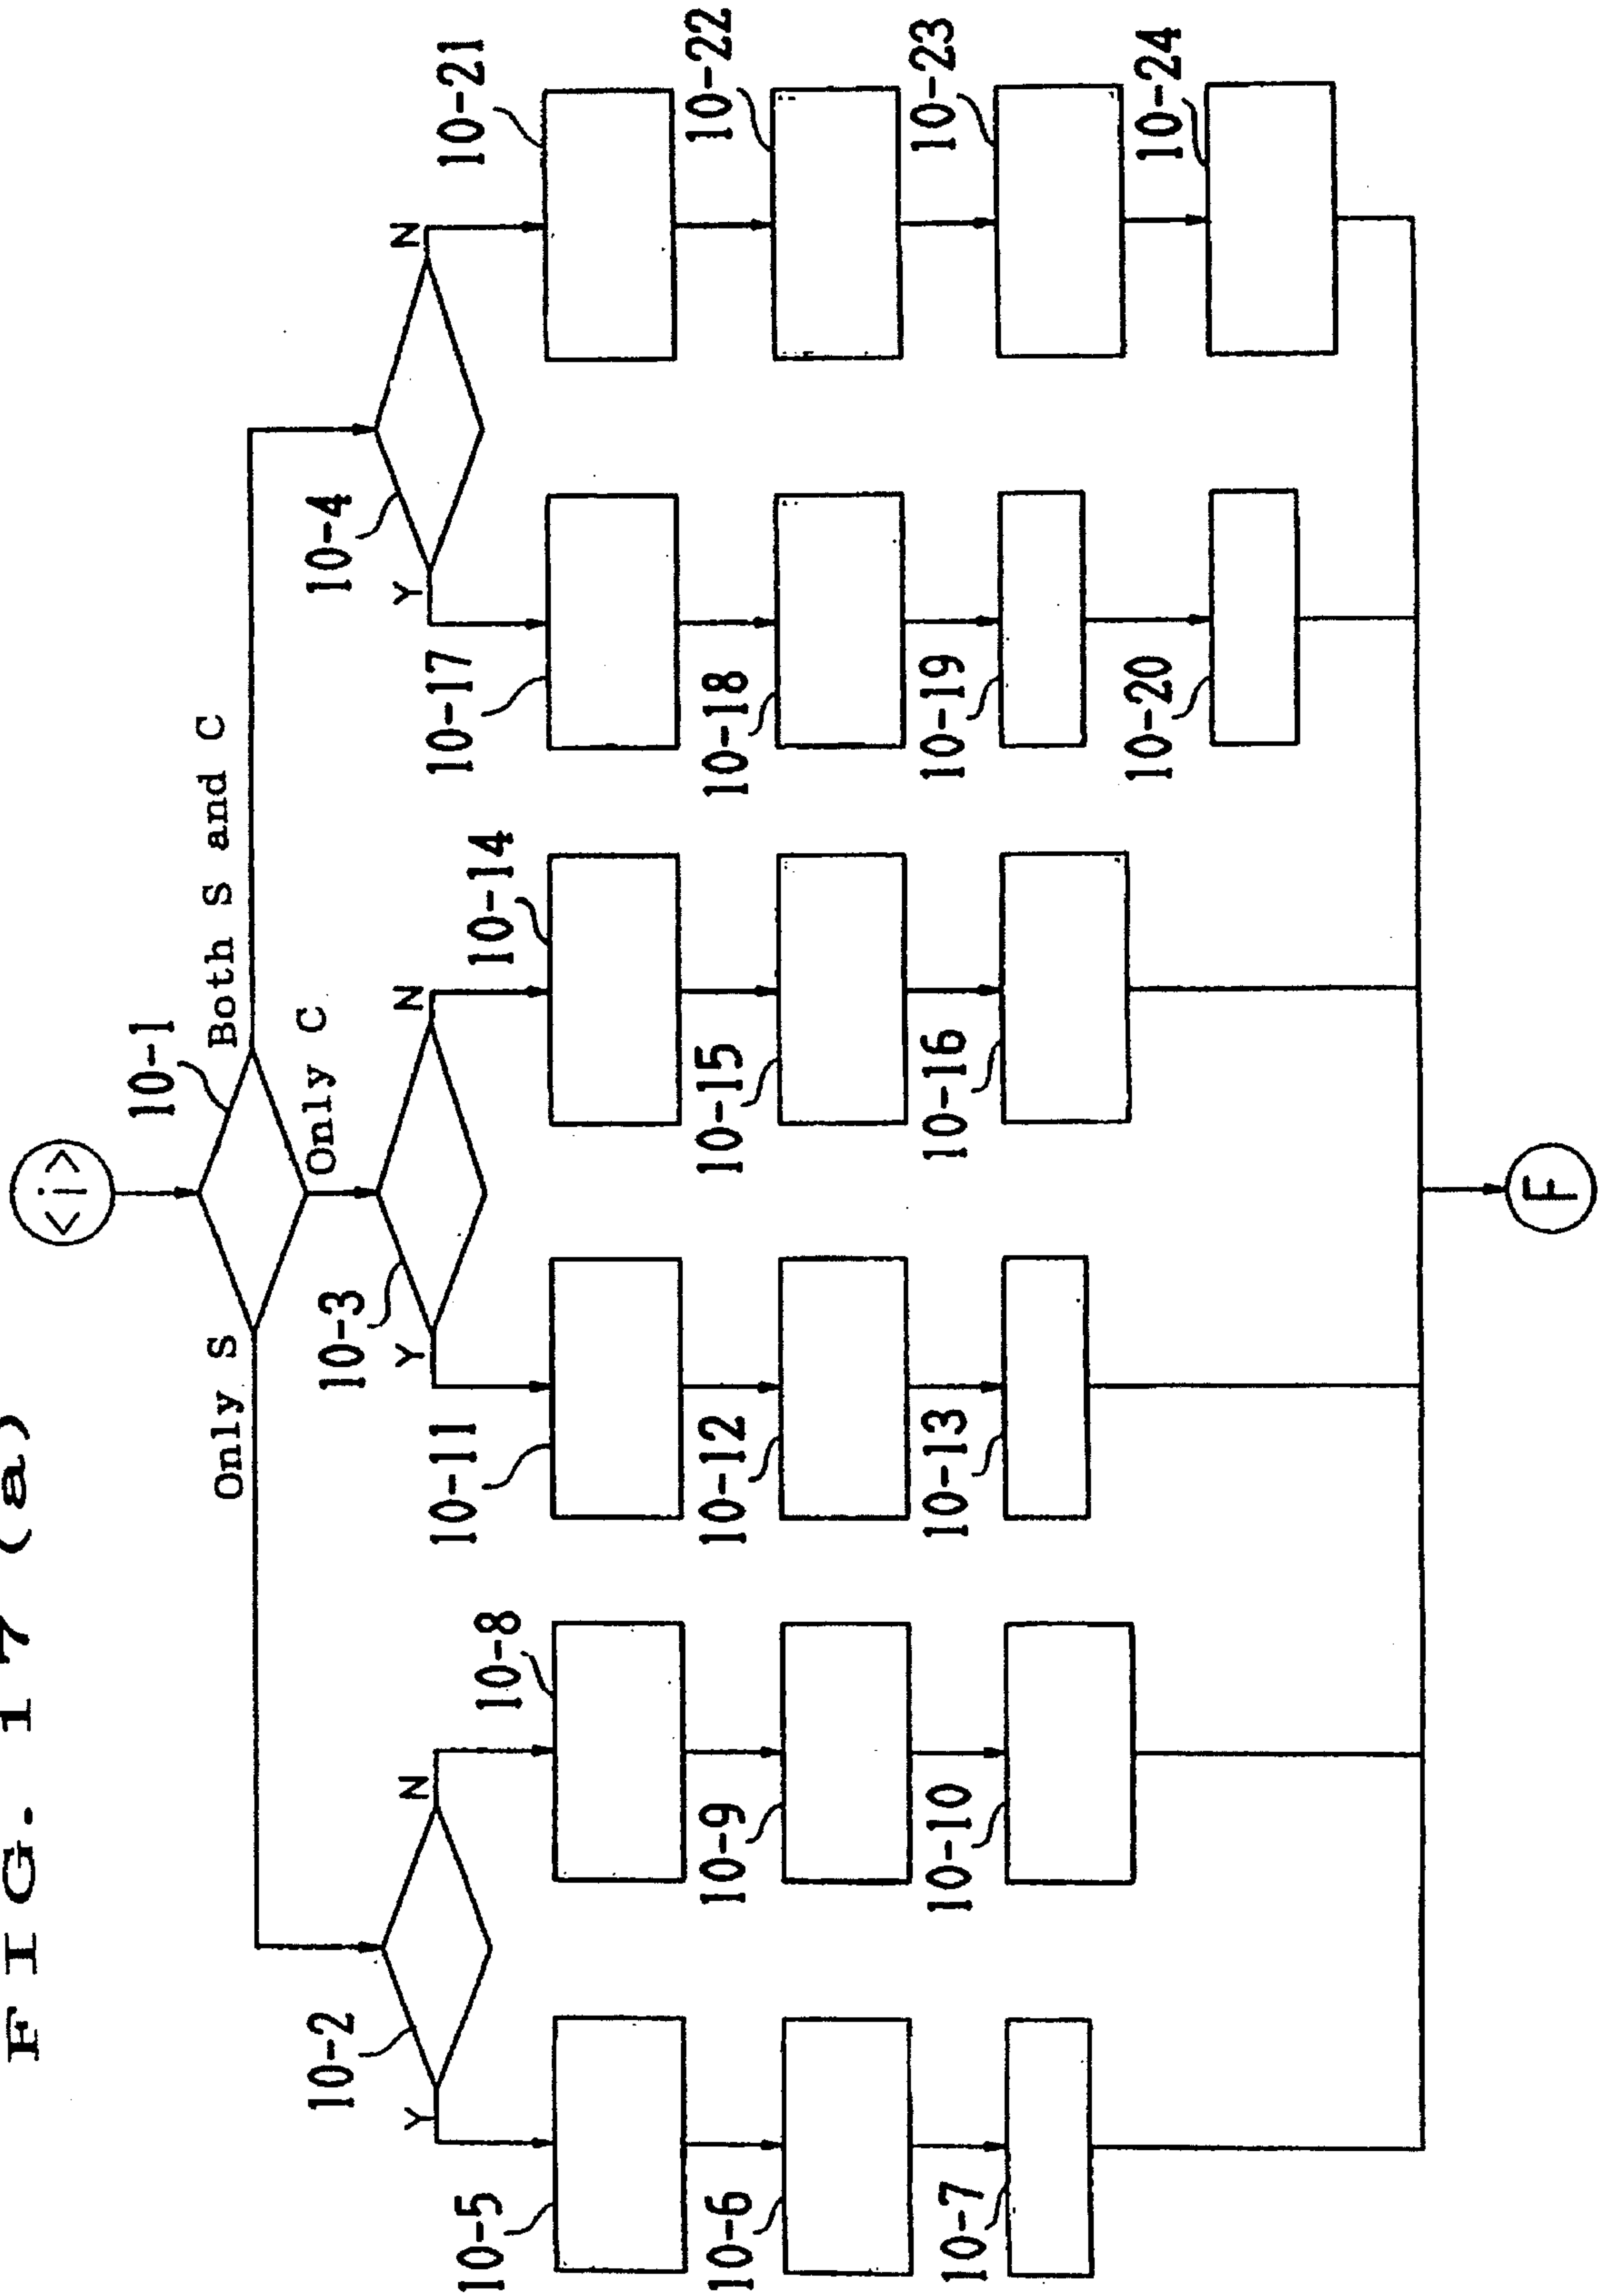 FIG. 17 (a)
<i>
10-1
Only S
Both S and C
Only C
10-2
10-3
10-4
Y
N
Y
N
Y
N
10-5
10-8
10-11
10-14
10-17
10-21
10-6
10-9
10-12
10-15
10-18
10-22
10-7
10-10
10-13
10-16
10-19
10-23
10-20
10-24
F